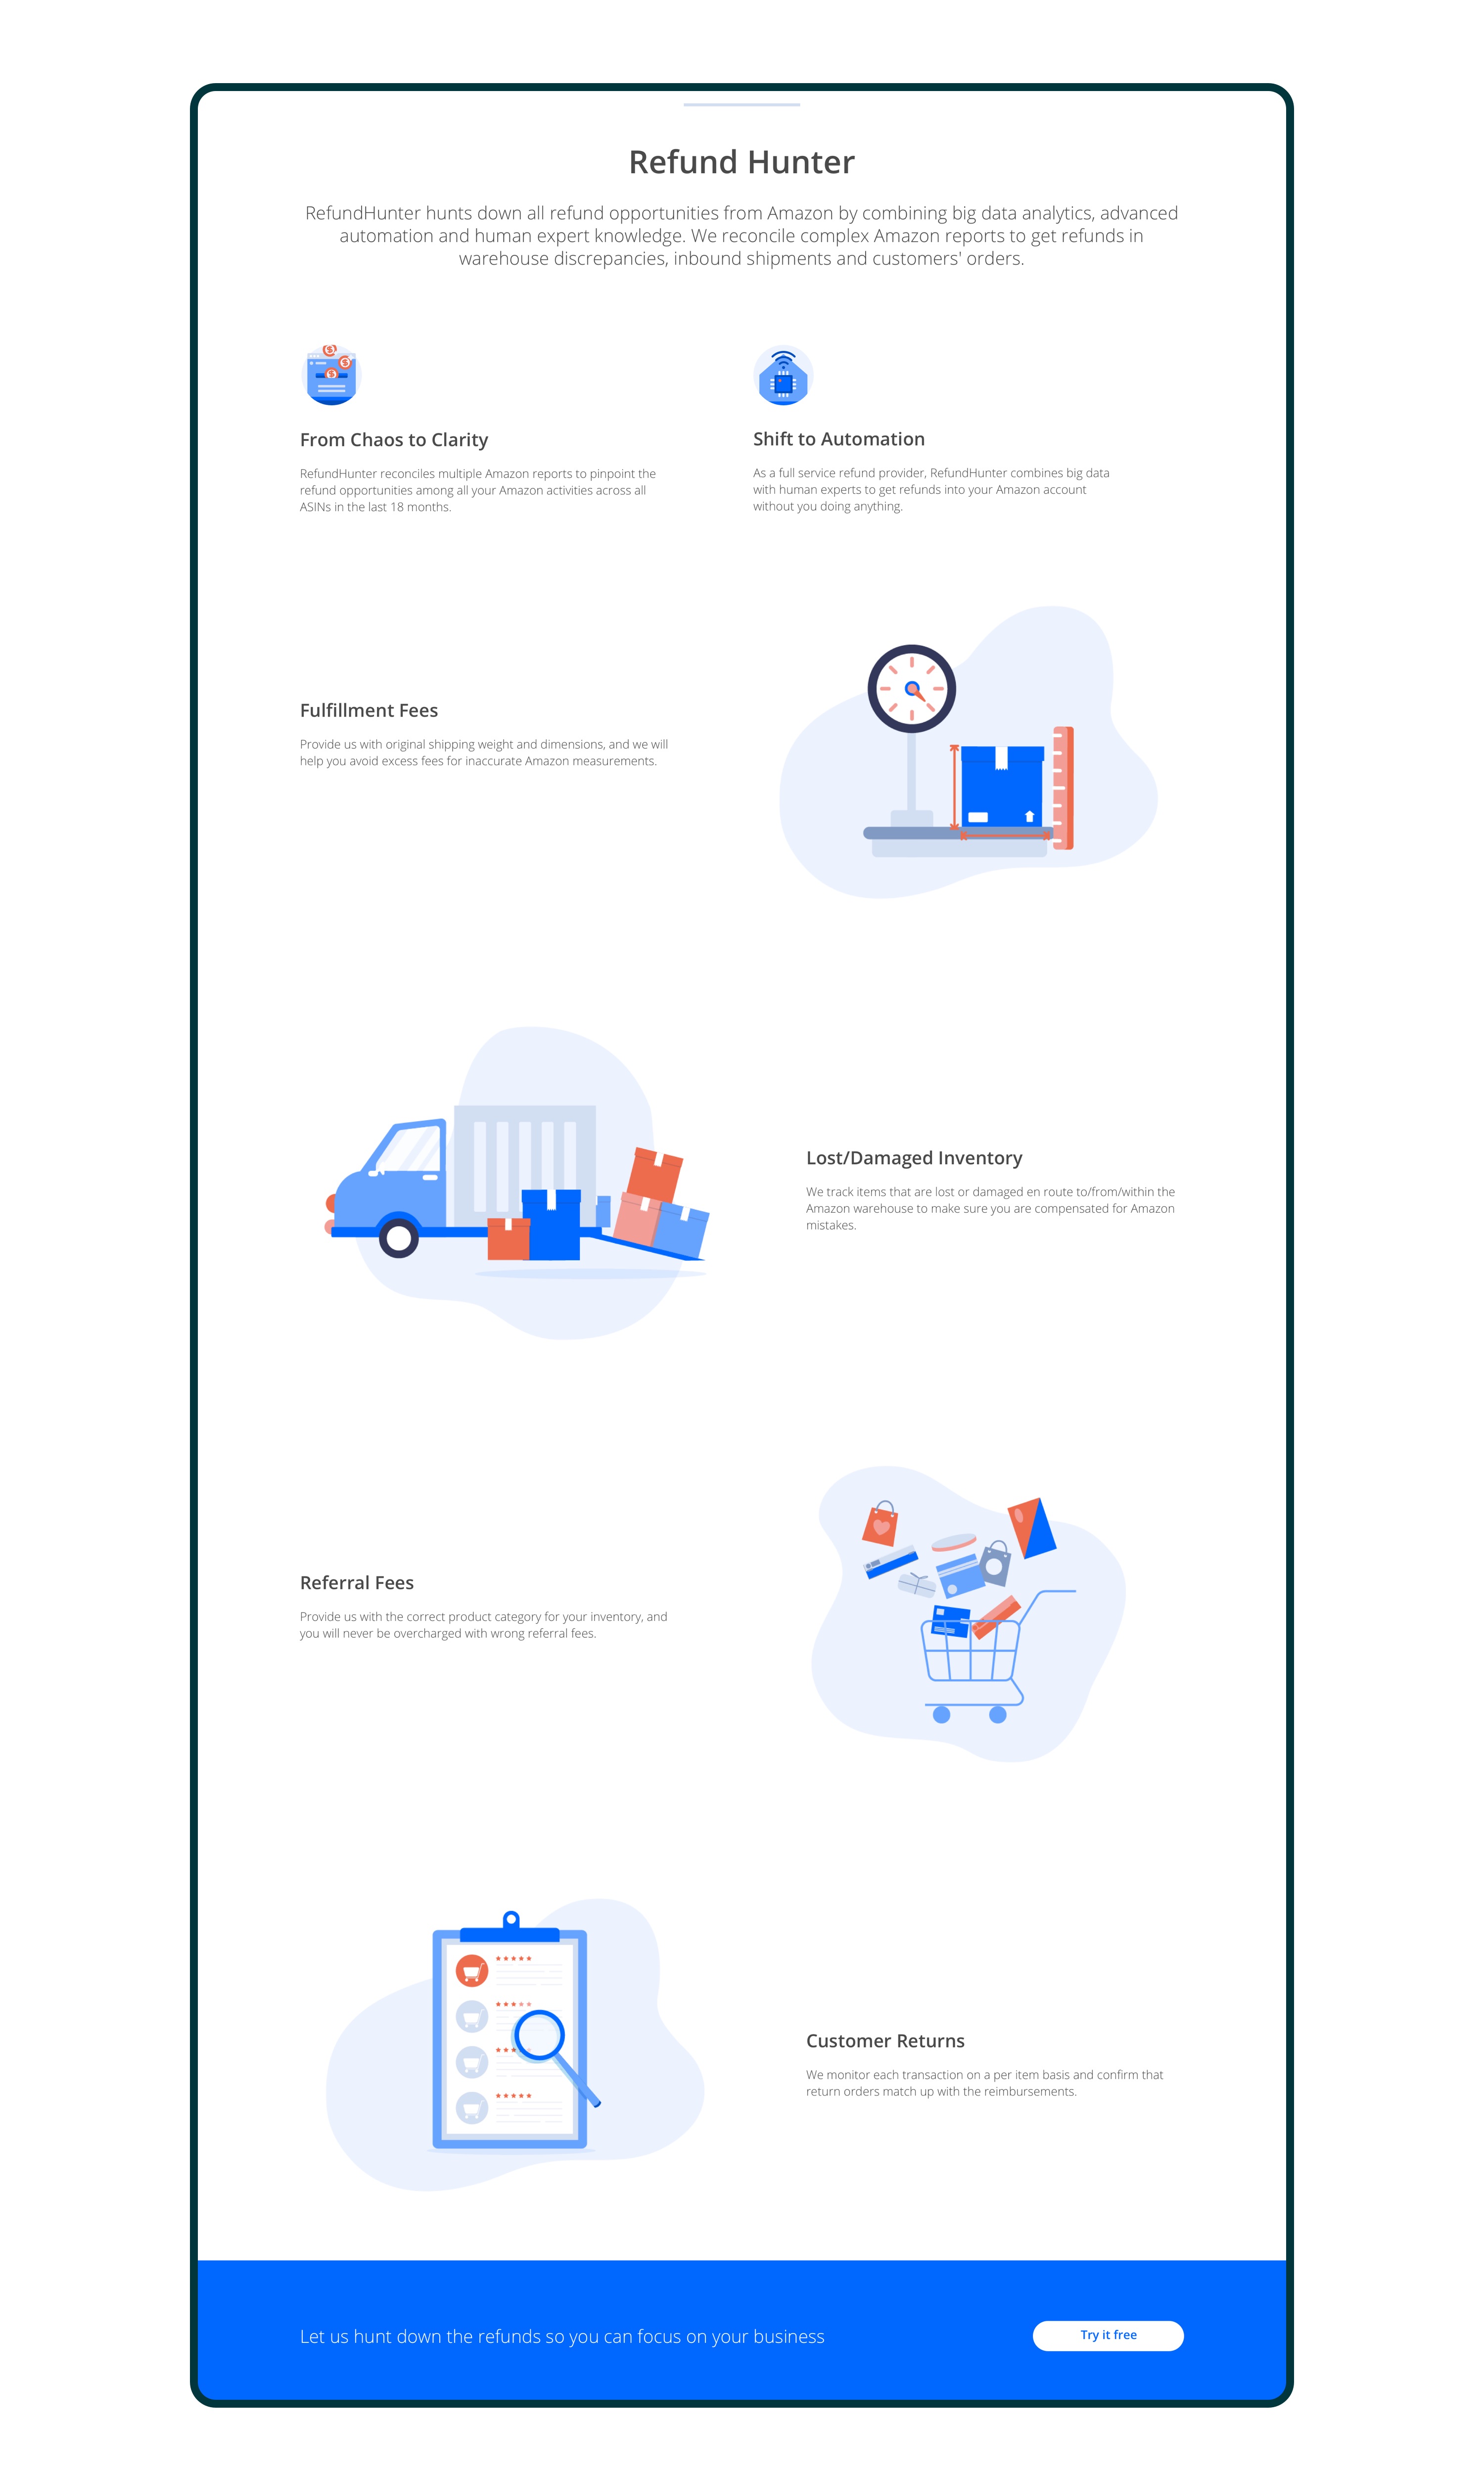 Refund Hunter
RefundHunter hunts down all refund opportunities from Amazon by combining big data analytics, advanced
automation and human expert knowledge. We reconcile complex Amazon reports to get refunds in
warehouse discrepancies, inbound shipments and customers' orders.
From Chaos to Clarity
RefundHunter reconciles multiple Amazon reports to pinpoint the
refund opportunities among all your Amazon activities across all
ASINs in the last 18 months.
Shift to Automation
As a full service refund provider, RefundHunter combines big data
with human experts to get refunds into your Amazon account
without you doing anything.
Fulfillment Fees
Provide us with original shipping weight and dimensions, and we will
help you avoid excess fees for inaccurate Amazon measurements.
Lost/Damaged Inventory
We track items that are lost or damaged en route to/from/within the
Amazon warehouse to make sure you are compensated for Amazon
mistakes.
Referral Fees
Provide us with the correct product category for your inventory, and
you will never be overcharged with wrong referral fees.
Customer Returns
We monitor each transaction on a per item basis and confirm that
return orders match up with the reimbursements.
Let us hunt down the refunds so you can focus on your business
Try it free